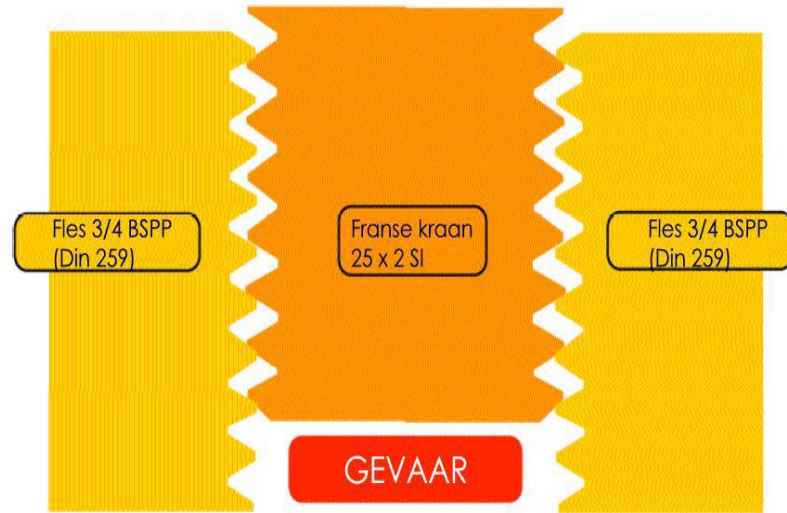 Fles 3/4 BSPP
(Din 259)
Franse kraan
25 x 2 SI
Fles 3/4 BSPP
(Din 259)
GEVAAR